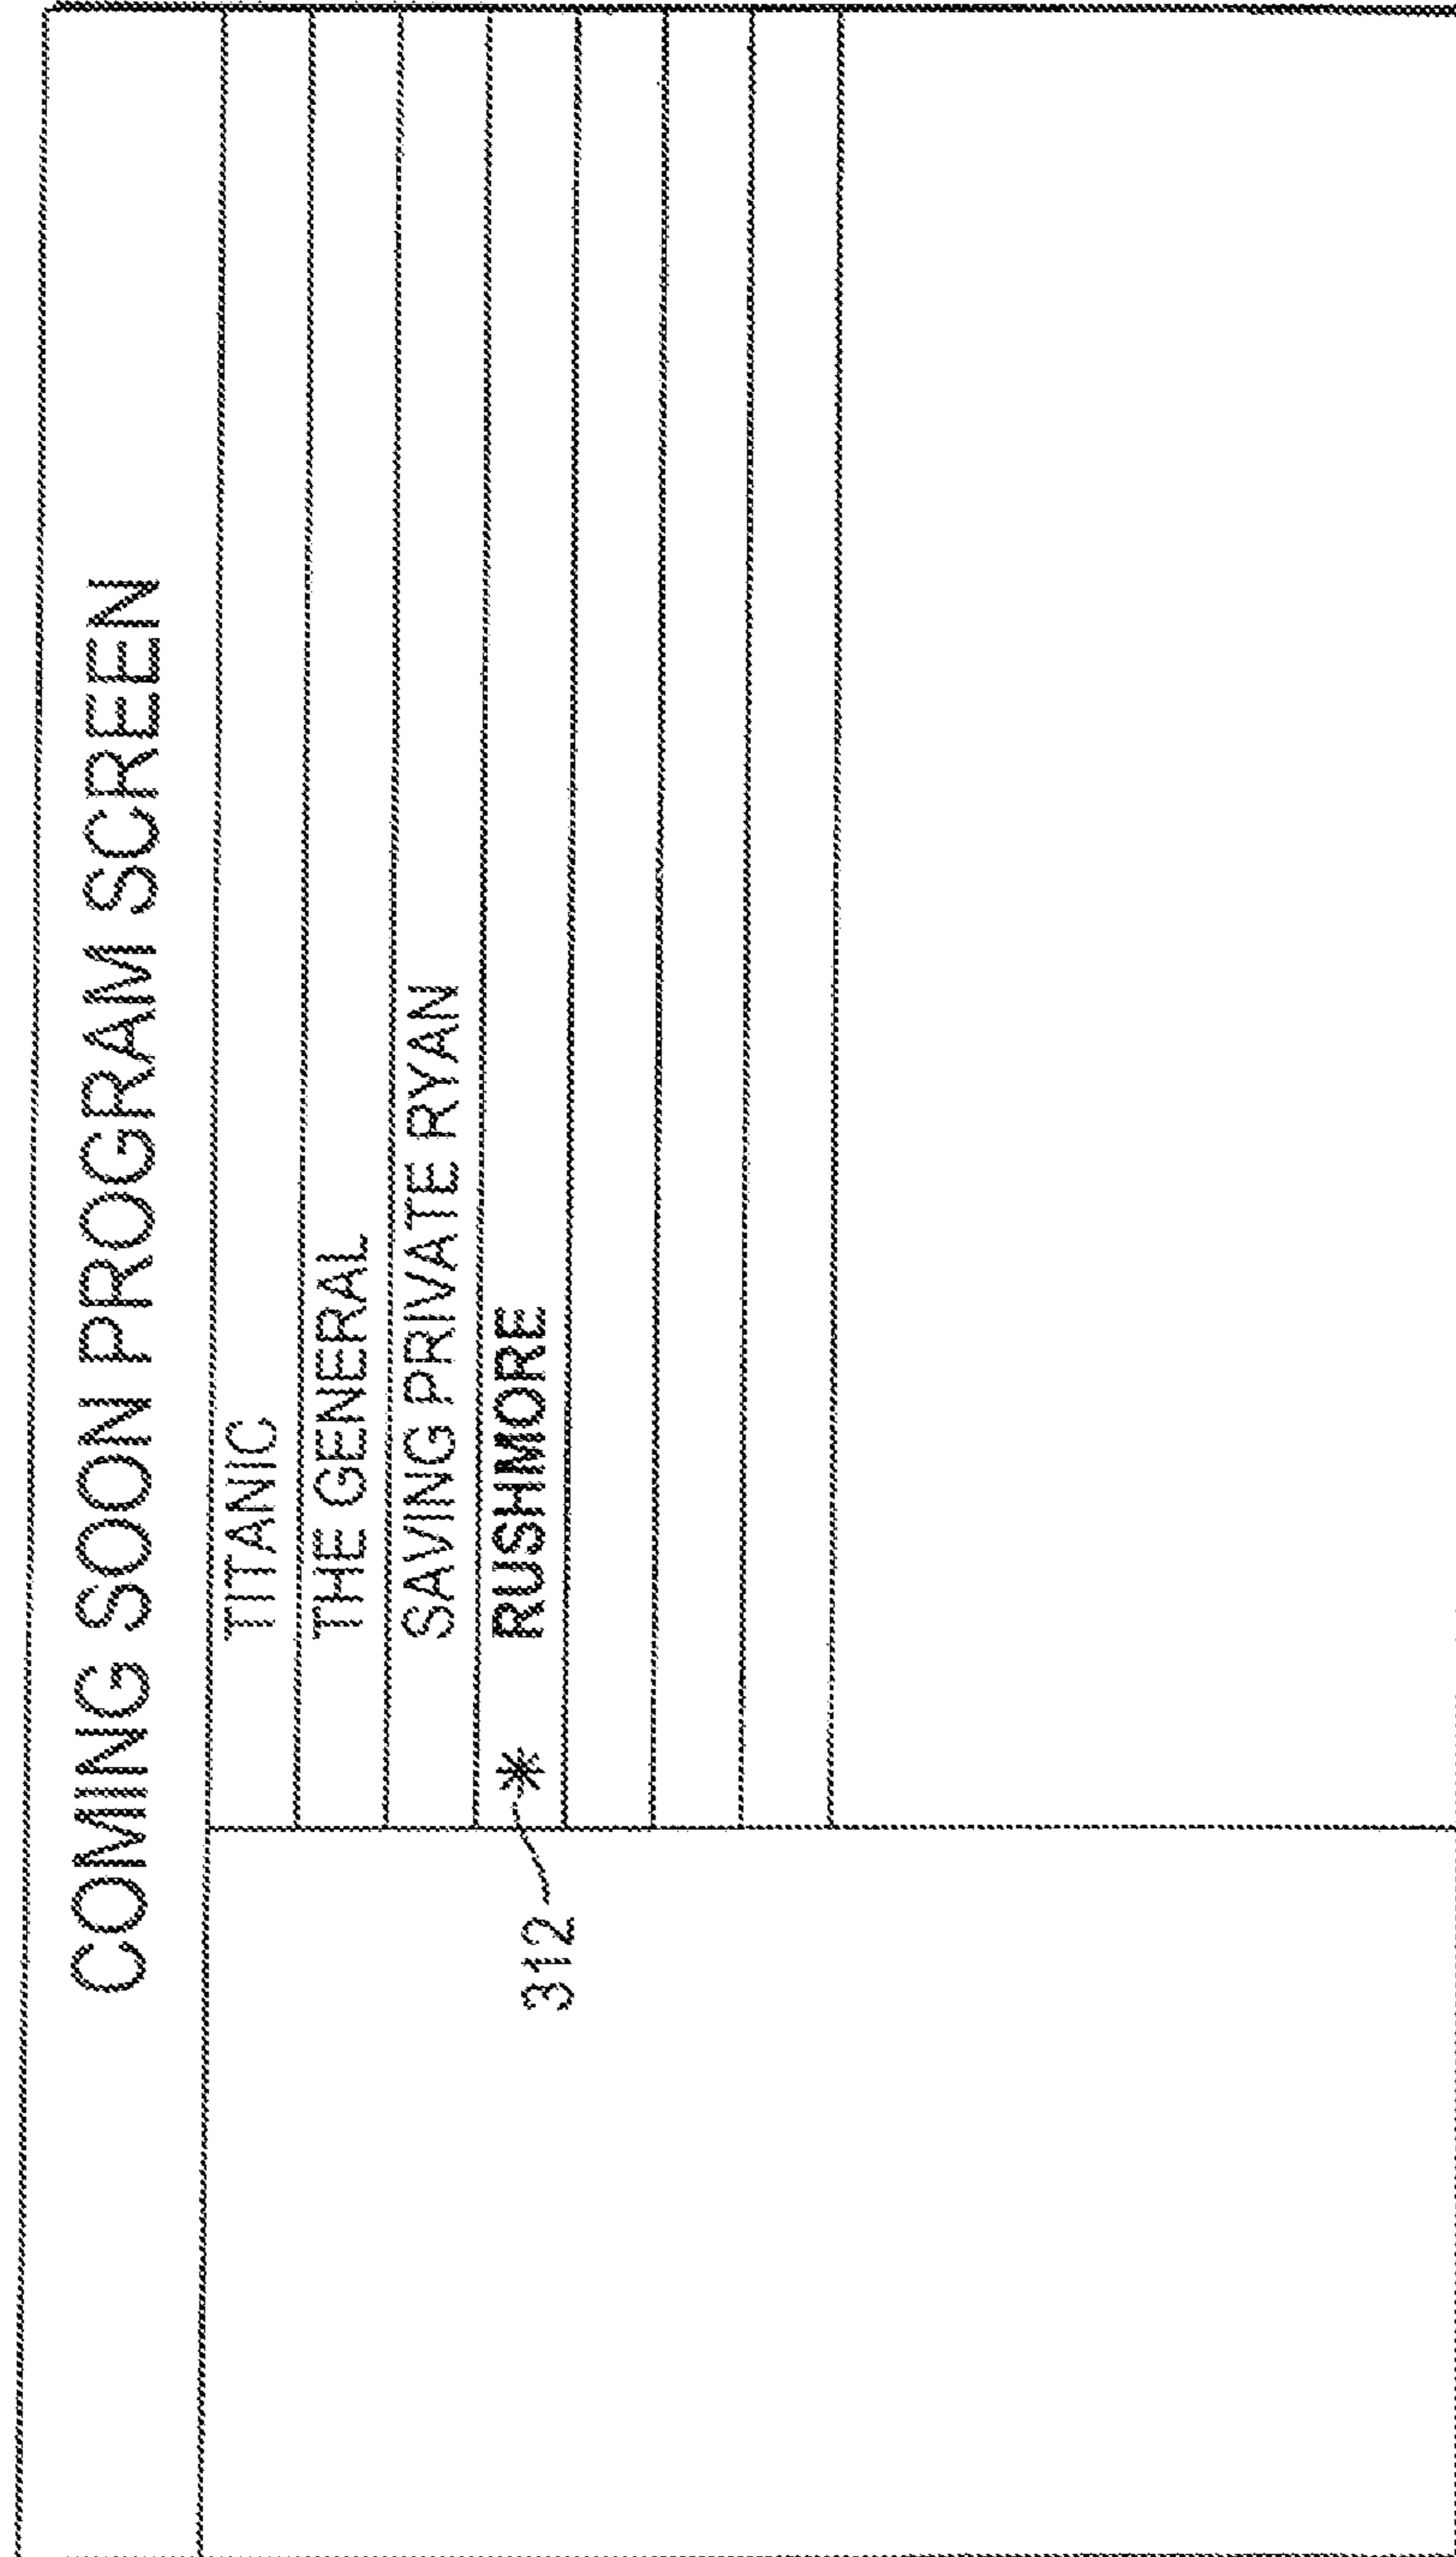 COMING SOON PROGRAM SCREEN
TITANIC
THE GENERAL
SAVING PRIVATE RYAN
* RUSHMORE
312